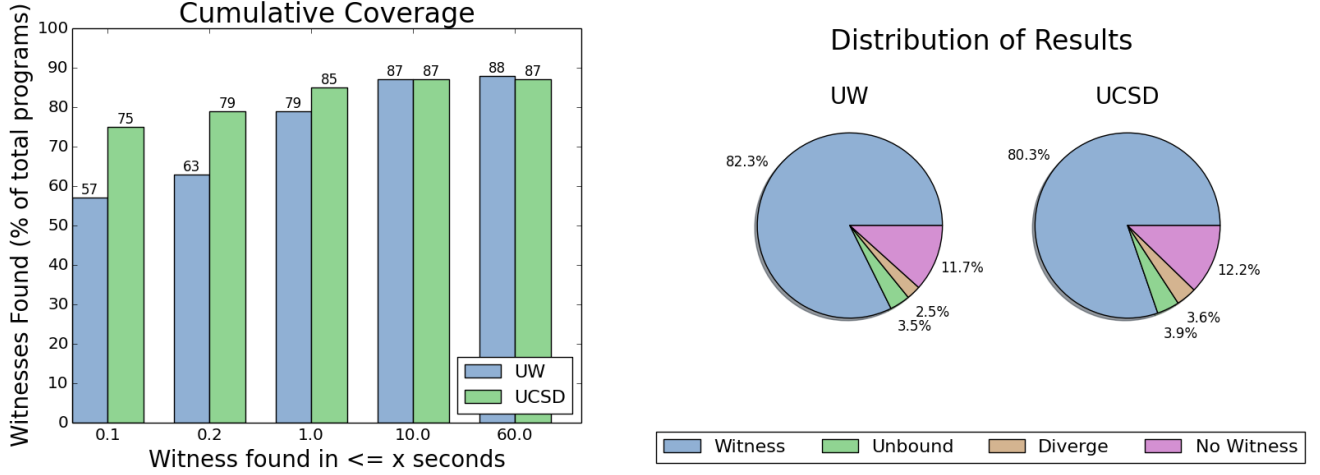 Cumulative Coverage
Witnesses Found (% of total programs)
100
90
80
70
60
50
40
30
20
10
0
57
75
63
79
79
85
87
87
88
87
UW
UCSD
0.1
0.2
1.0
10.0
60.0
Witness found in <= x seconds
Distribution of Results
UW
82.3%
11.7%
2.5%
3.5%
UCSD
80.3%
12.2%
3.6%
3.9%
Witness
Unbound
Diverge
No Witness